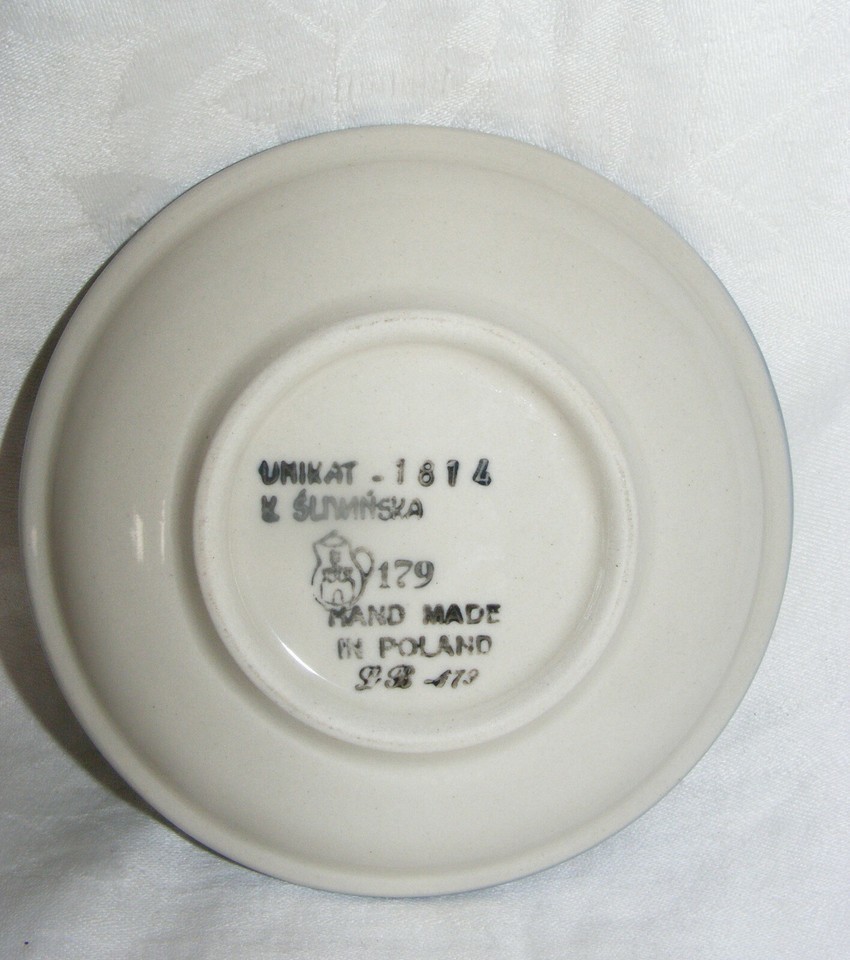 UNIKAT - 1814
K ŚLIWIŃSKA
179
HAND MADE
IN POLAND